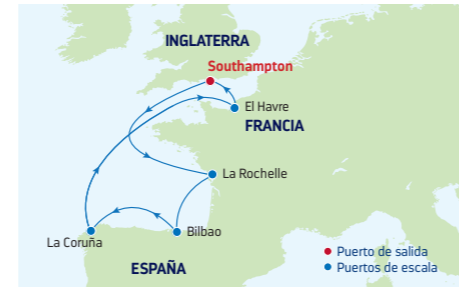 INGLATERRA
Southampton
El Havre
FRANCIA
La Rochelle
La Coruña
Bilbao
ESPAÑA
Puerto de salida
Puertos de escala